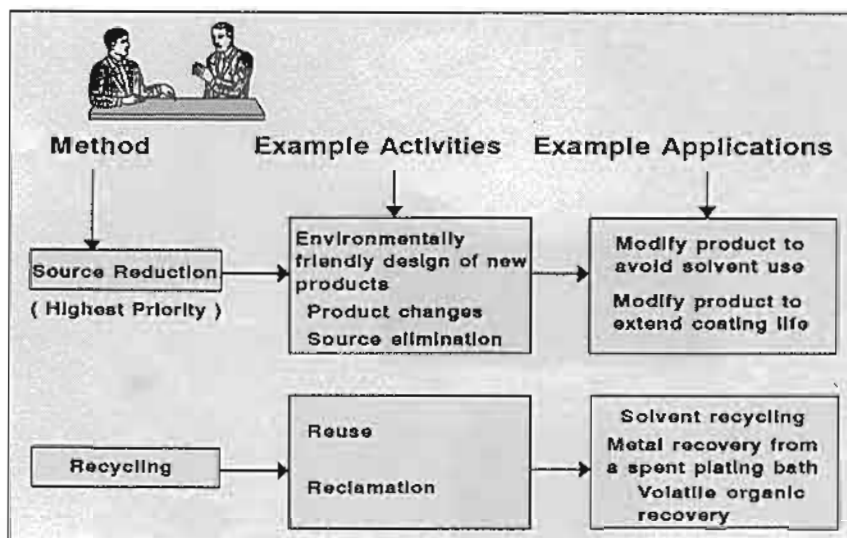 Method
Example Activities
Example Applications
Source Reduction
( Highest Priority )
Environmentally
friendly design of new
products
Product changes
Source elimination
Modify product to
avoid solvent use
Modify product to
extend coating life
Recycling
Reuse
Reclamation
Solvent recycling
Metal recovery from
a spent plating bath
Volatile organic
recovery